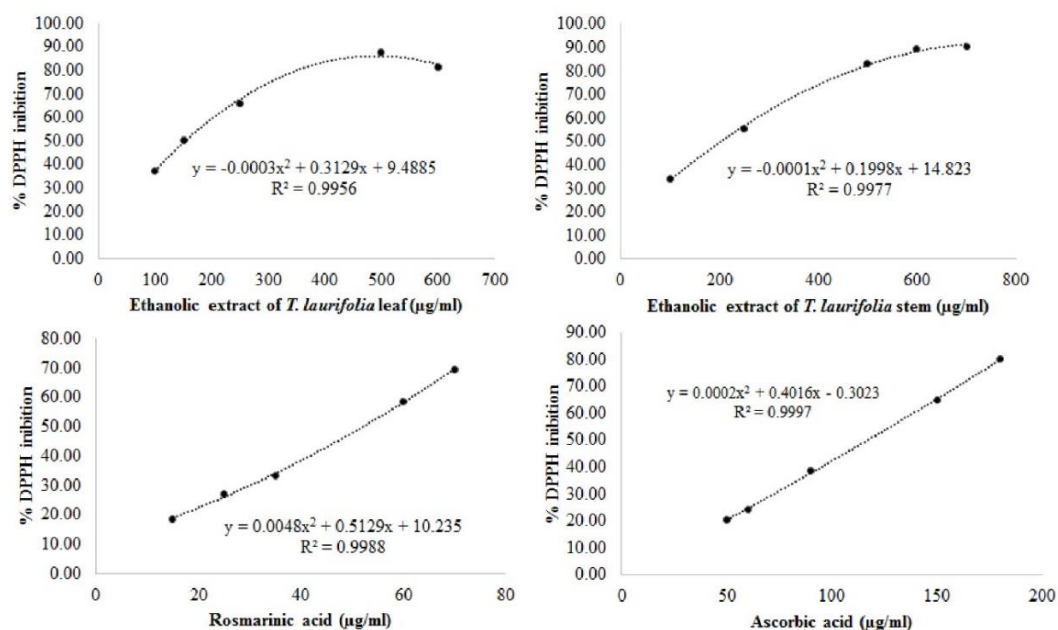 % DPPH inibition
100.00
90.00
80.00
70.00
60.00
50.00
40.00
30.00
20.00
10.00
0.00
y = -0.0003x² + 0.3129x + 9.4885
R² = 0.9956
0 100 200 300 400 500 600 700
Ethanolic extract of T. laurifolia leaf (µg/ml)
% DPPH inibition
100.00
90.00
80.00
70.00
60.00
50.00
40.00
30.00
20.00
10.00
0.00
y = -0.0001x² + 0.1998x + 14.823
R² = 0.9977
0 200 400 600 800
Ethanolic extract of T. laurifolia stem (µg/ml)
% DPPH inibition
80.00
70.00
60.00
50.00
40.00
30.00
20.00
10.00
0.00
y = 0.0048x² + 0.5129x + 10.235
R² = 0.9988
0 20 40 60 80
Rosmarinic acid (µg/ml)
% DPPH inibition
90.00
80.00
70.00
60.00
50.00
40.00
30.00
20.00
10.00
0.00
y = 0.0002x² + 0.4016x - 0.3023
R² = 0.9997
0 50 100 150 200
Ascorbic acid (µg/ml)